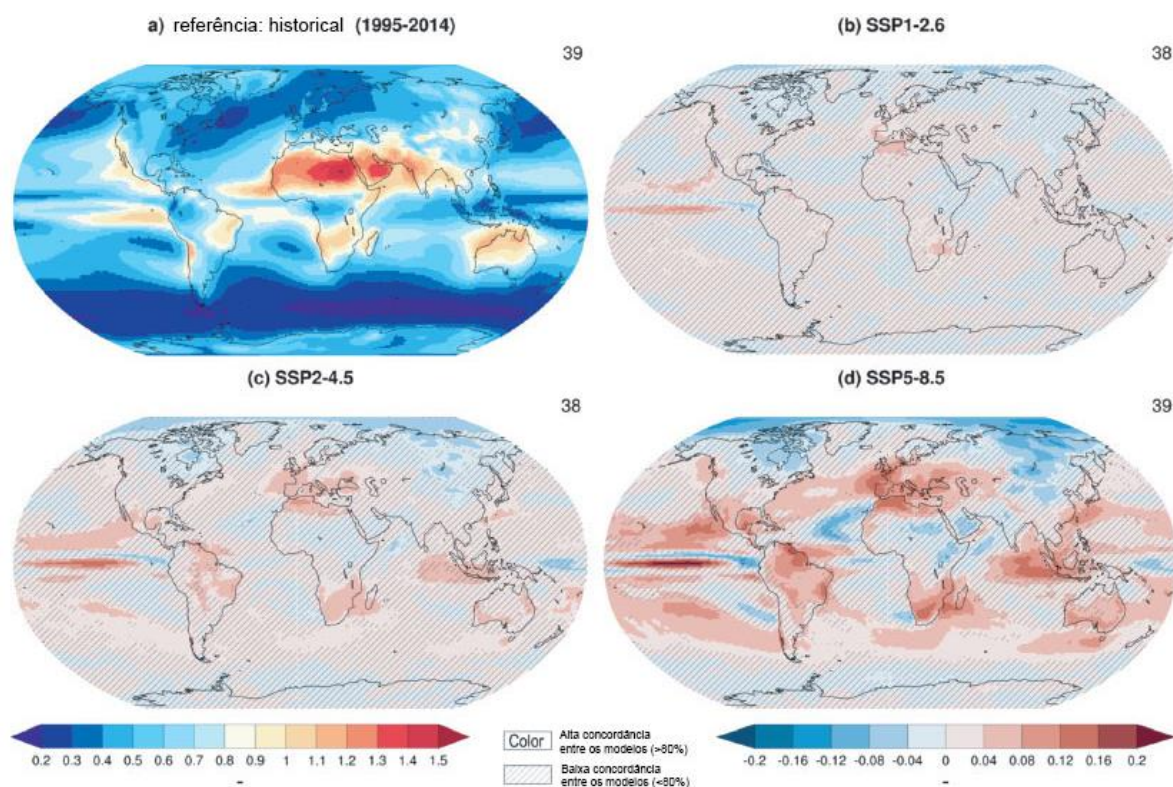 a) referência: historical (1995-2014)
39
(b) SSP1-2.6
38
(c) SSP2-4.5
38
(d) SSP5-8.5
39
0.2 0.3 0.4 0.5 0.6 0.7 0.8 0.9 1 1.1 1.2 1.3 1.4 1.5
-
Color
Alta concordância
entre os modelos (>80%)
Baixa concordância
entre os modelos (<80%)
-0.2 -0.16 -0.12 -0.08 -0.04 0 0.04 0.08 0.12 0.16 0.2
-